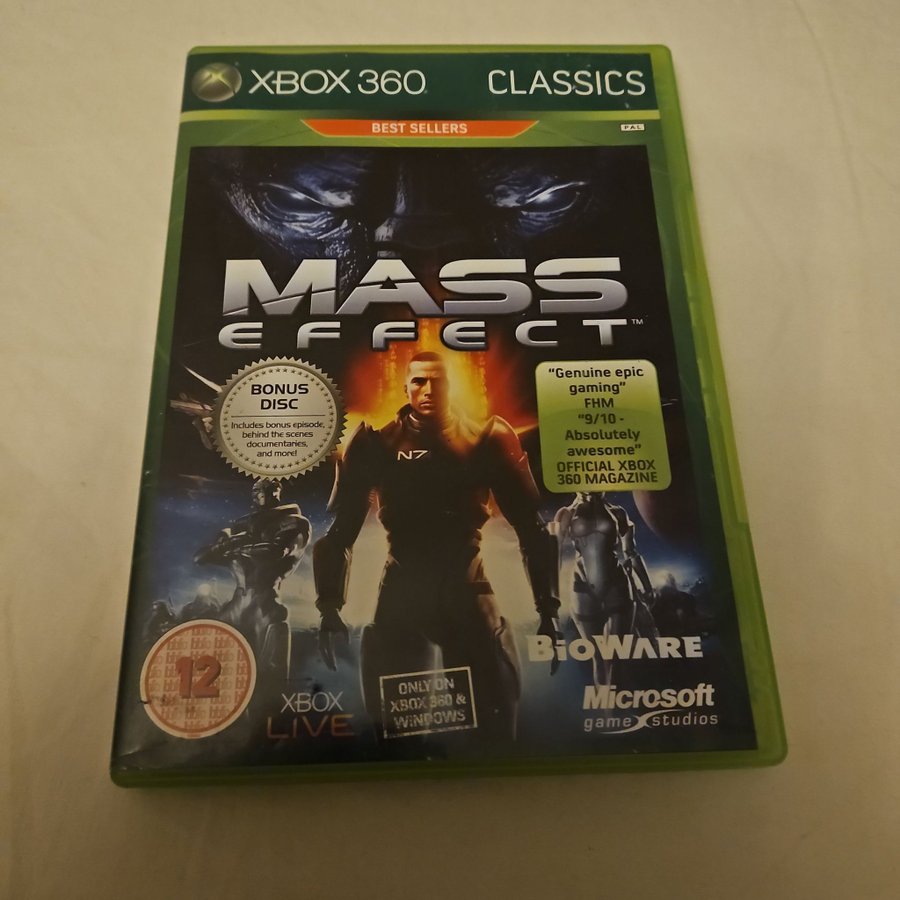 XBOX 360 CLASSICS
BEST SELLERS
PAL
MASS
EFFECT™
BONUS
DISC
Includes bonus episode,
behind the scenes
documentaries,
and more!
"Genuine epic
gaming"
FHM
"9/10 -
Absolutely
awesome"
OFFICIAL XBOX
360 MAGAZINE
N7
12
XBOX
LIVE
ONLY ON
XBOX 360 &
WINDOWS
BIOWARE™
Microsoft
game studios